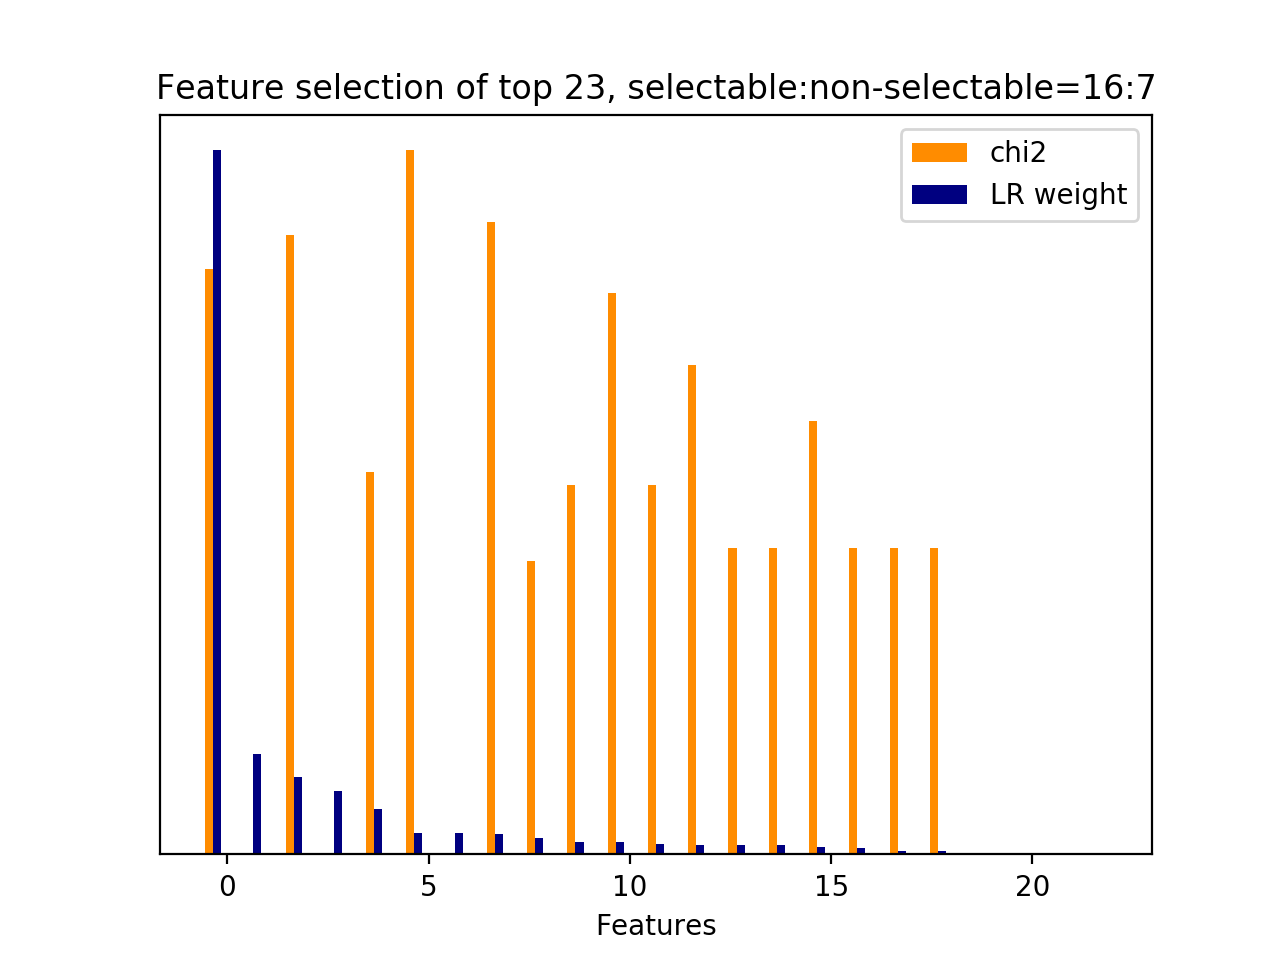 Feature selection of top 23, selectable:non-selectable=16:7
chi2
LR weight
0 5 10 15 20
Features